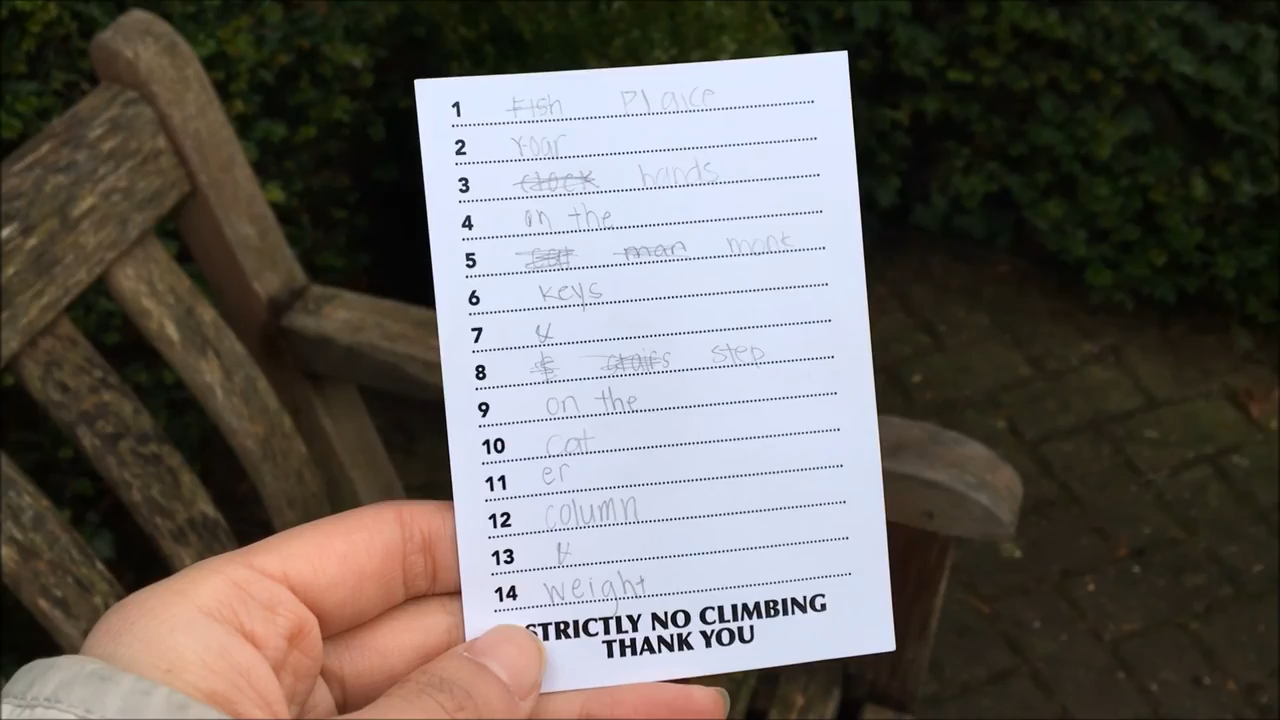 1 Fish Plaice
2 roar
3 clock hands
4 on the
5 cat man monk
6 keys
7 &
8 & stairs step
9 on the
10 cat
11 er
12 column
13 &
14 weight
STRICTLY NO CLIMBING
THANK YOU